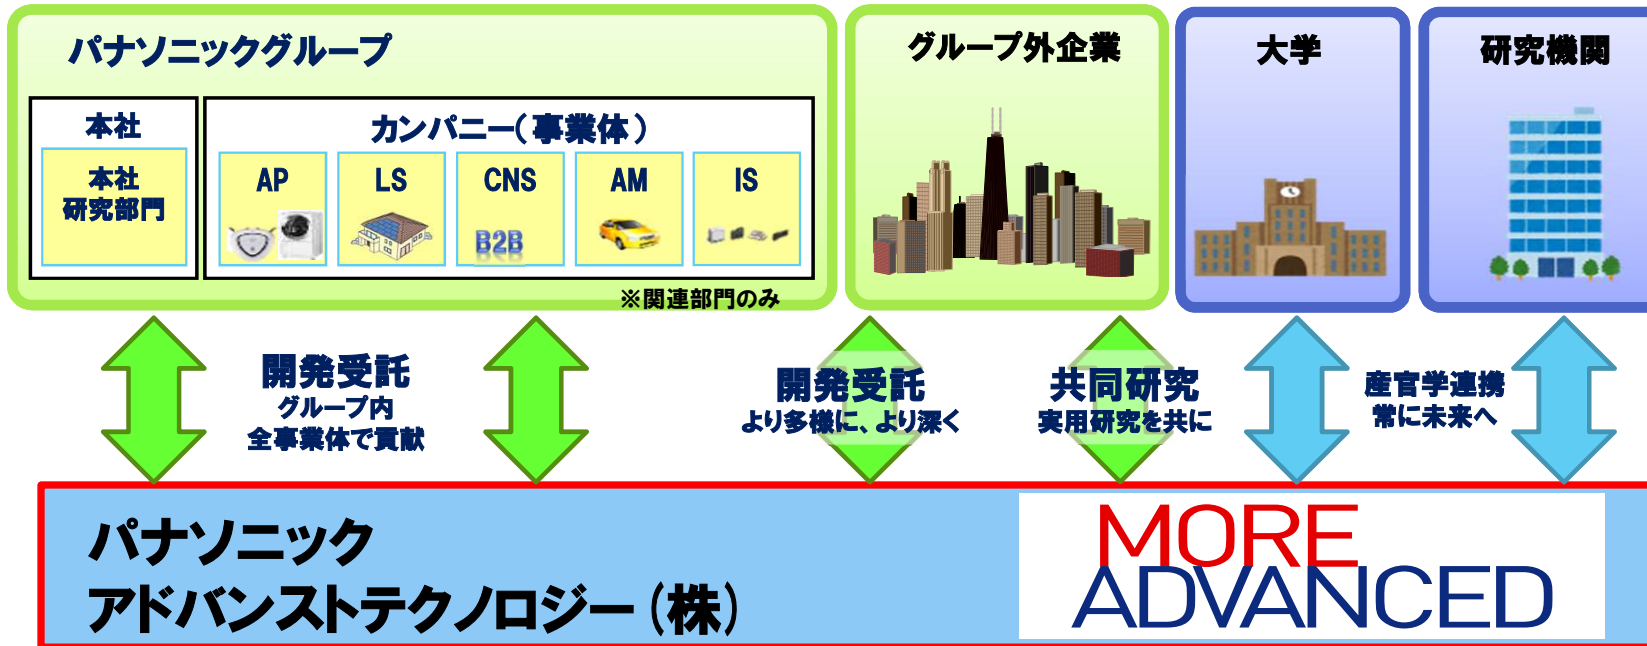 パナソニックグループ
本社
本社
研究部門
カンパニー(事業体)
AP
LS
CNS
B2B
AM
IS
※関連部門のみ
グループ外企業
大学
研究機関
開発受託
グループ内
全事業体で貢献
開発受託
より多様に、より深く
共同研究
実用研究を共に
産官学連携
常に未来へ
パナソニック
アドバンストテクノロジー(株)
MORE
ADVANCED